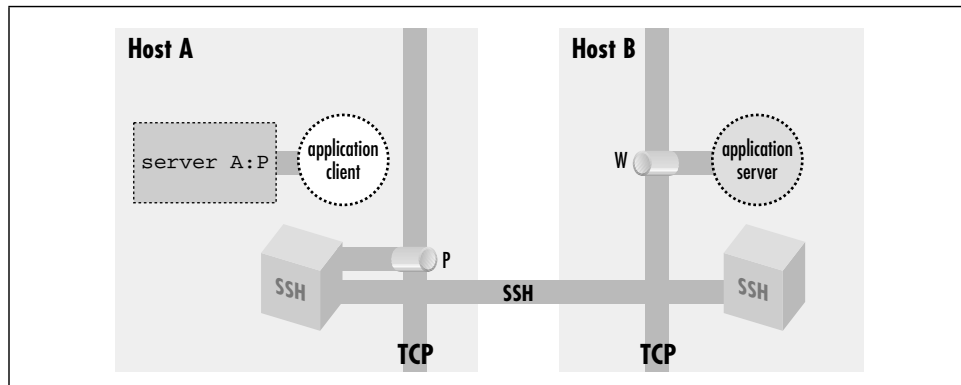 Host A
Host B
server A:P
application
client
W
application
server
P
SSH
SSH
SSH
TCP
TCP